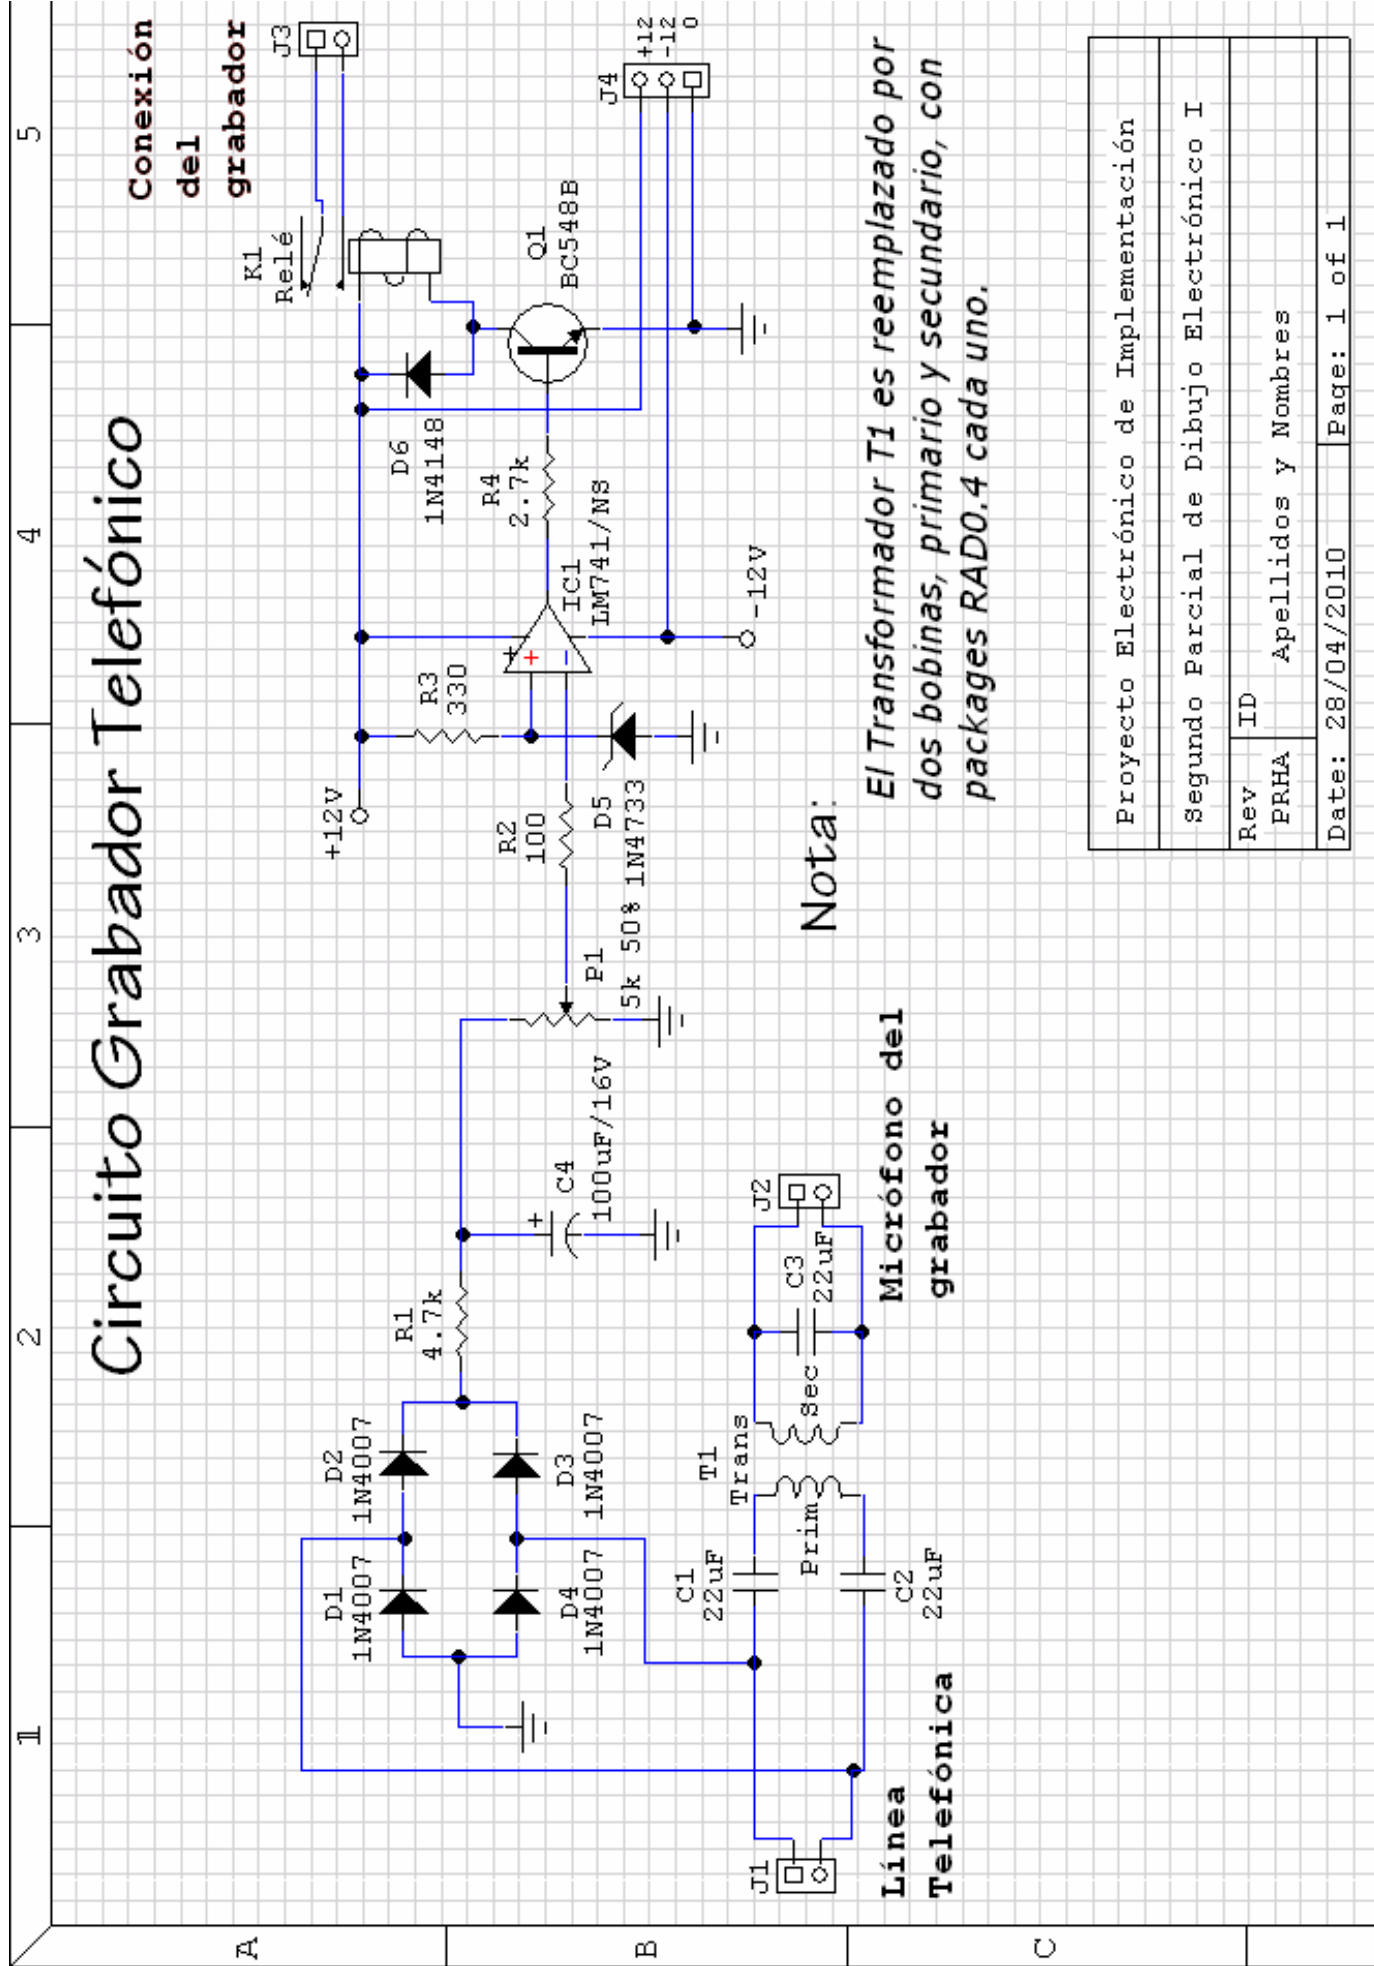 1 2 3 4 5
A
B
C
Circuito Grabador Telefónico
Conexión
del
grabador
J3
K1
Relé
+12V
D6
1N4148
R3
330
R4
2.7k
Q1
BC548B
J4
+12
-12
0
IC1
LM741/NS
+
+
-
-12V
R2
100
D5
1N4733
P1
5k 50%
R1
4.7k
C4
100uF/16V
+
D2
1N4007
D1
1N4007
D3
1N4007
D4
1N4007
T1
Trans
Prim
Sec
C1
22uF
C2
22uF
C3
22uF
J2
J1
Línea
Telefónica
Micrófono del
grabador
Nota:
El Transformador T1 es reemplazado por
dos bobinas, primario y secundario, con
packages RAD0.4 cada uno.
Proyecto Electrónico de Implementación
Segundo Parcial de Dibujo Electrónico I
Rev ID
PRHA Apellidos y Nombres
Date: 28/04/2010 Page: 1 of 1